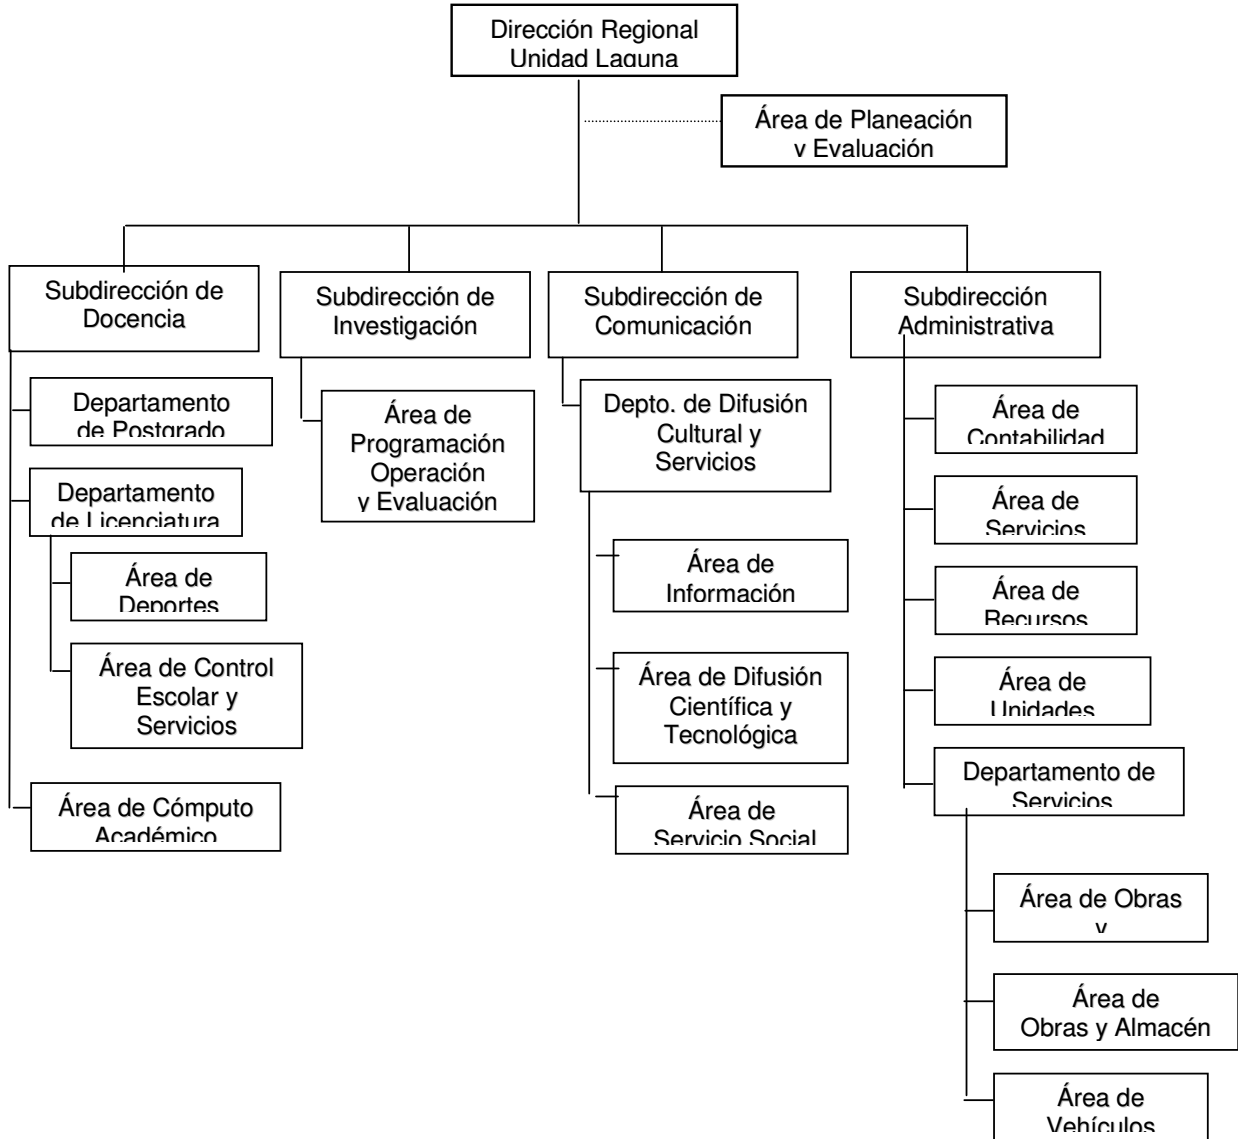 Dirección Regional
Unidad Laguna
Área de Planeación
y Evaluación
Subdirección de
Docencia
Subdirección de
Investigación
Subdirección de
Comunicación
Subdirección
Administrativa
Departamento
de Postgrado
Departamento
de Licenciatura
Área de
Deportes
Área de Control
Escolar y
Servicios
Área de Cómputo
Académico
Área de
Programación
Operación
y Evaluación
Depto. de Difusión
Cultural y
Servicios
Área de
Información
Área de Difusión
Científica y
Tecnológica
Área de
Servicio Social
Área de
Contabilidad
Área de
Servicios
Área de
Recursos
Área de
Unidades
Departamento de
Servicios
Área de Obras
y
Área de
Obras y Almacén
Área de
Vehículos